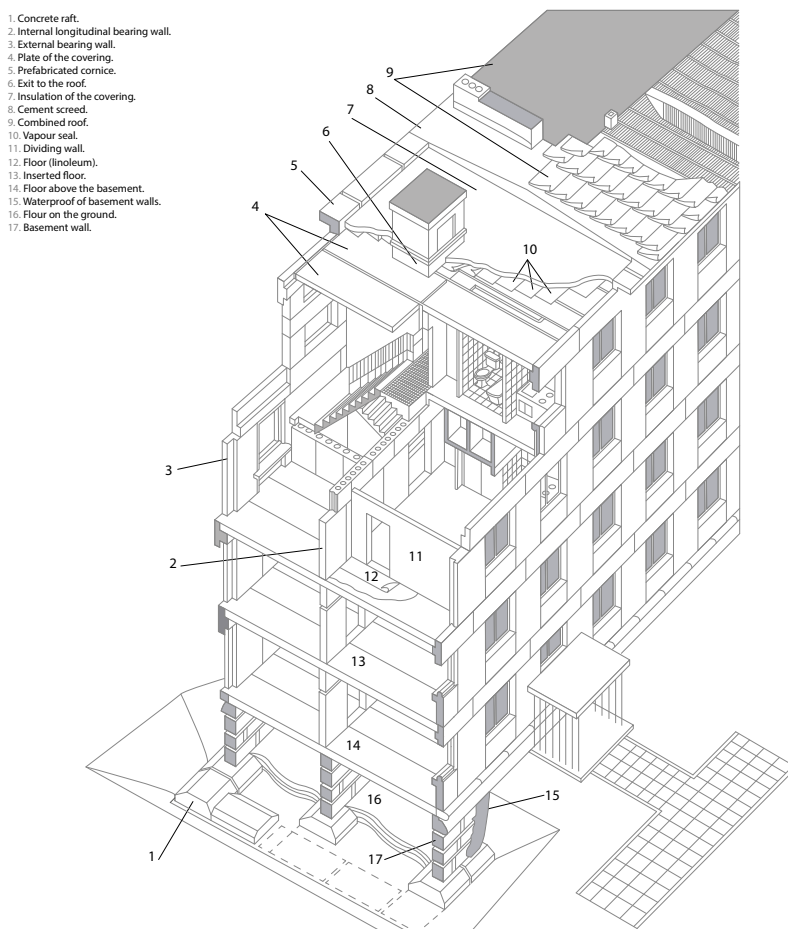 1. Concrete raft.
2. Internal longitudinal bearing wall.
3. External bearing wall.
4. Plate of the covering.
5. Prefabricated cornice.
6. Exit to the roof.
7. Insulation of the covering.
8. Cement screed.
9. Combined roof.
10. Vapour seal.
11. Dividing wall.
12. Floor (linoleum).
13. Inserted floor.
14. Floor above the basement.
15. Waterproof of basement walls.
16. Flour on the ground.
17. Basement wall.
9
8
7
6
5
4
10
3
11
2
12
13
14
16
15
17
1